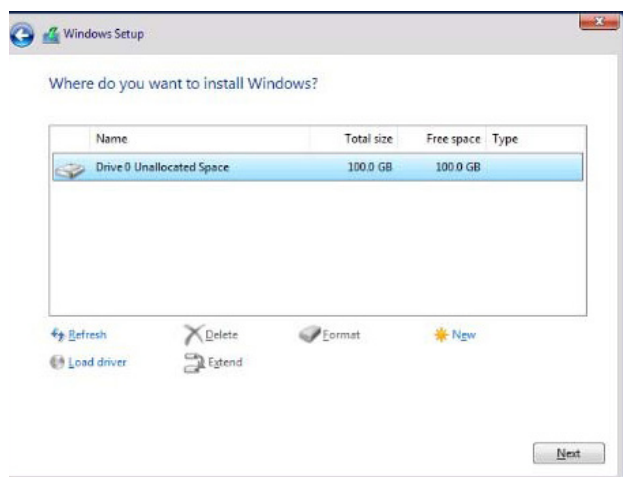 Windows Setup
Where do you want to install Windows?
Name Total size Free space Type
Drive 0 Unallocated Space 100.0 GB 100.0 GB
Refresh Delete Format New
Load driver Extend
Next